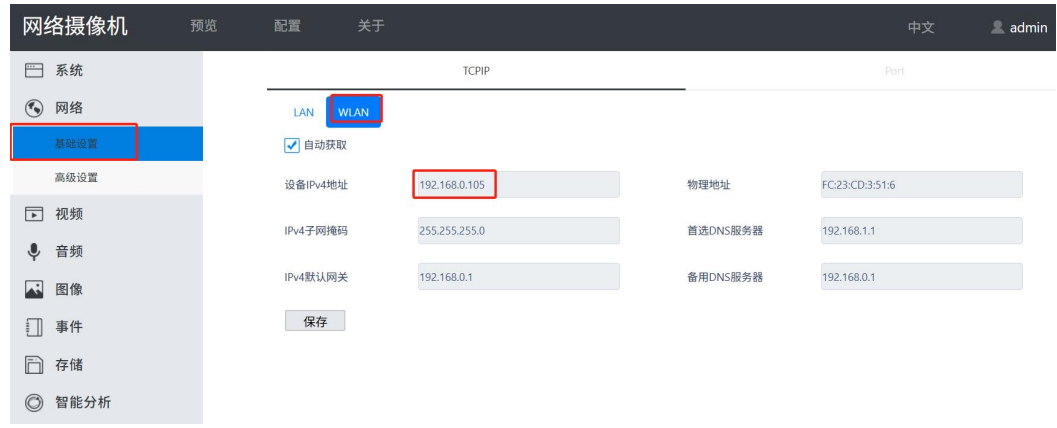 网络摄像机 预览 配置 关于 中文 admin
系统
网络
基础设置
高级设置
视频
音频
图像
事件
存储
智能分析
TCPIP Port
LAN WLAN
自动获取
设备IPv4地址 192.168.0.105 物理地址 FC:23:CD:3:51:6
IPv4子网掩码 255.255.255.0 首选DNS服务器 192.168.1.1
IPv4默认网关 192.168.0.1 备用DNS服务器 192.168.0.1
保存